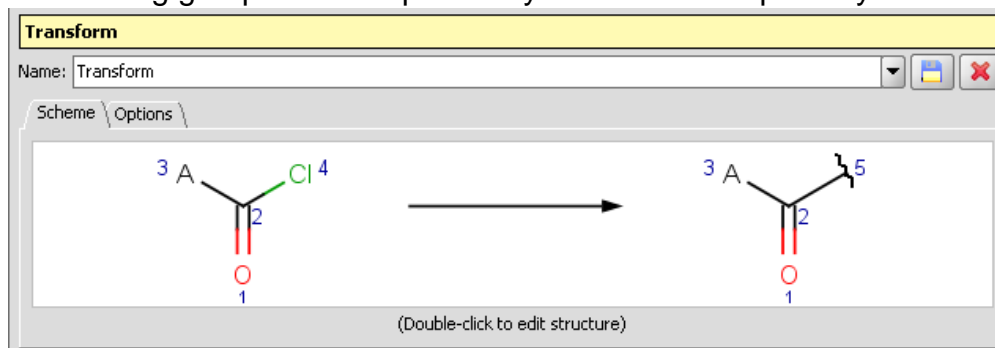 Transform
Name: Transform
Scheme Options
3 A Cl 4 3 A 5
2 2
O O
1 1
(Double-click to edit structure)